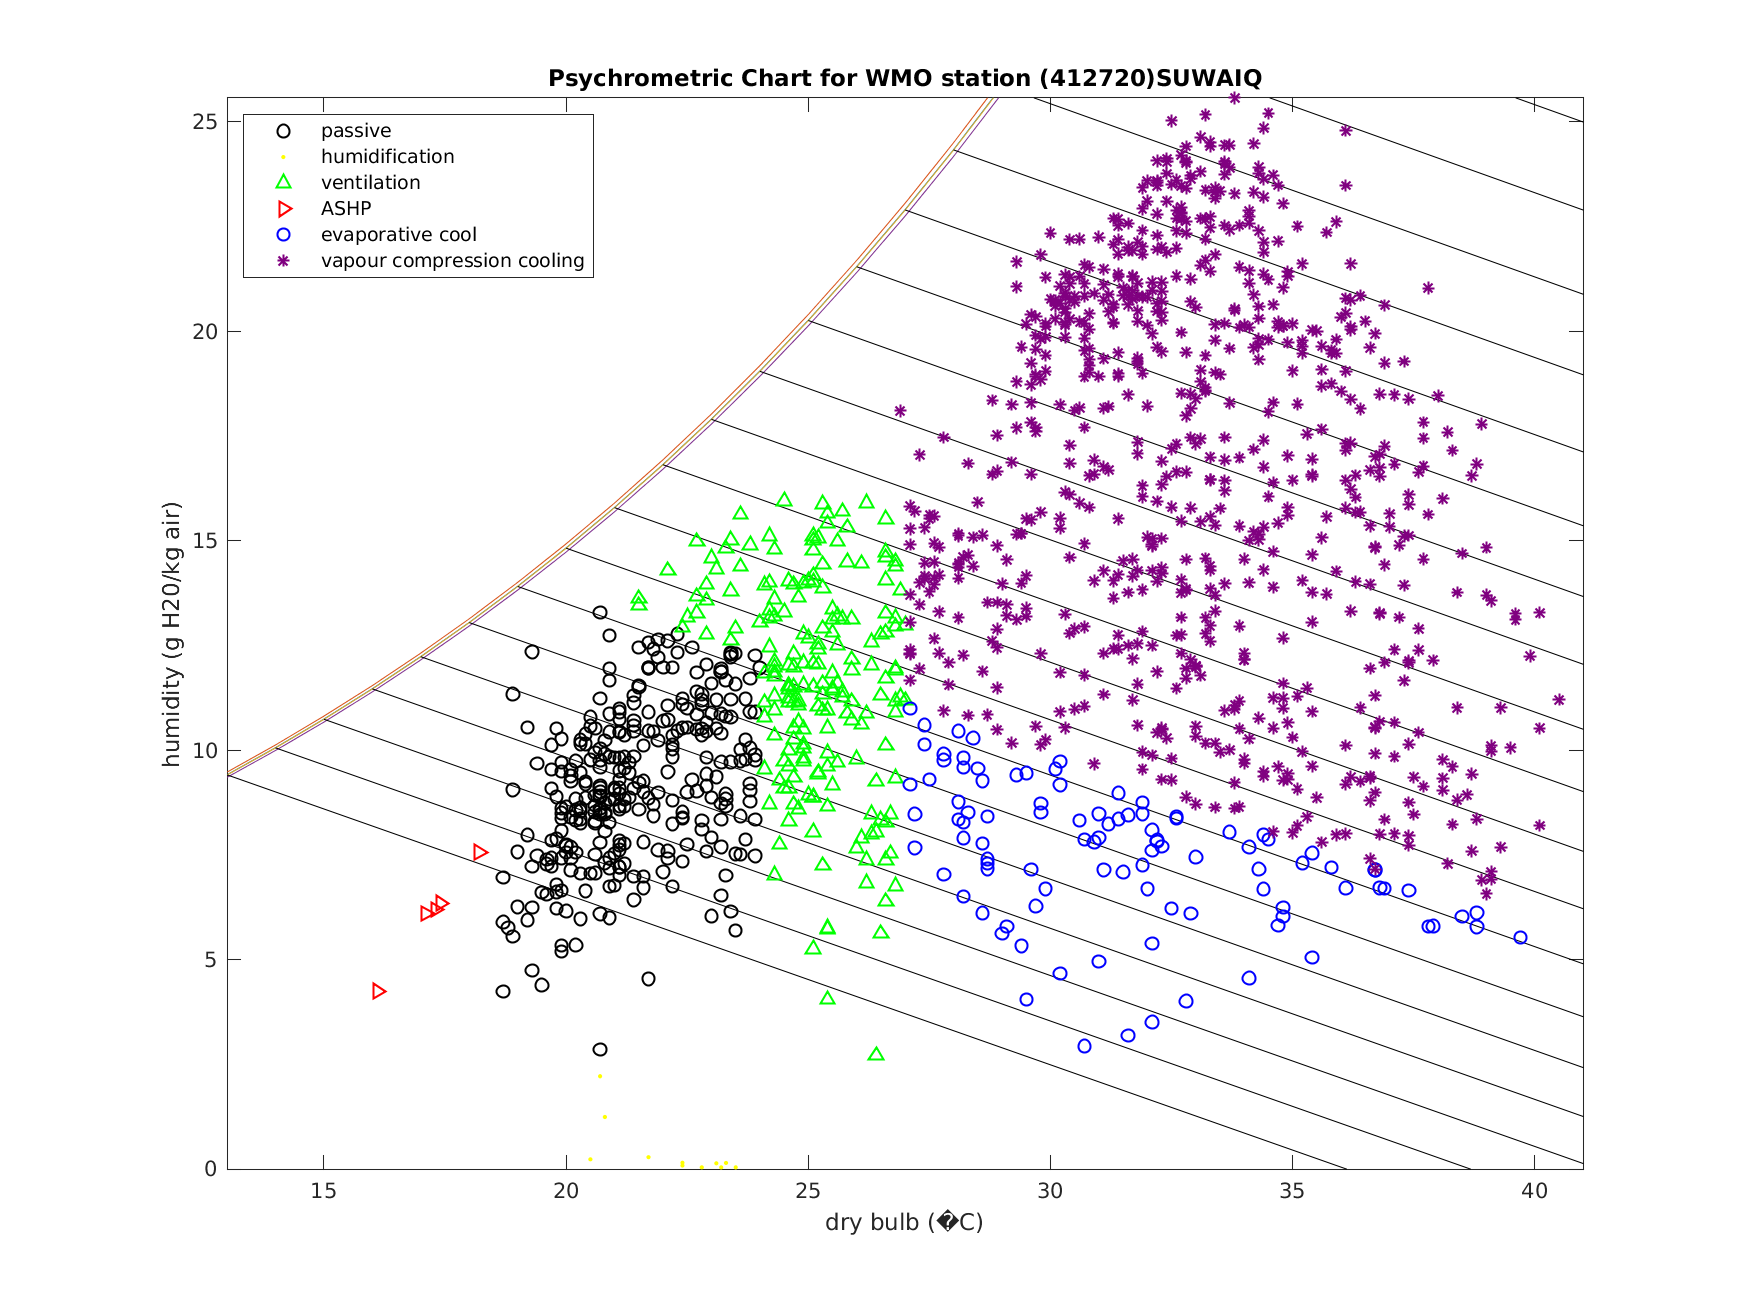 Psychrometric Chart for WMO station (412720)SUWAIQ
passive
humidification
ventilation
ASHP
evaporative cool
vapour compression cooling
25
20
15
10
5
0
humidity (g H20/kg air)
15
20
25
30
35
40
dry bulb (�C)